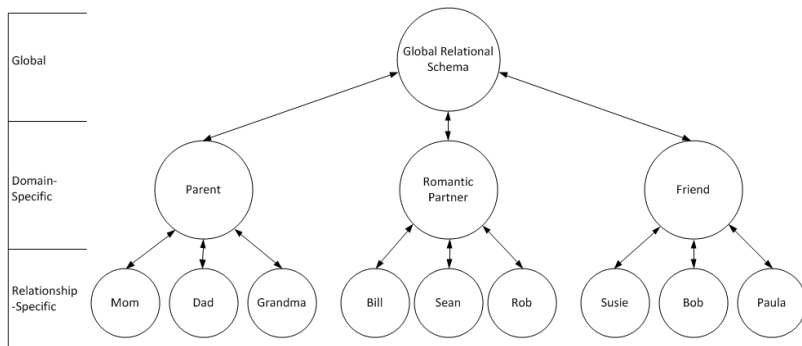 Global
Global Relational
Schema
Domain-
Specific
Parent
Romantic
Partner
Friend
Relationship
-Specific
Mom
Dad
Grandma
Bill
Sean
Rob
Susie
Bob
Paula